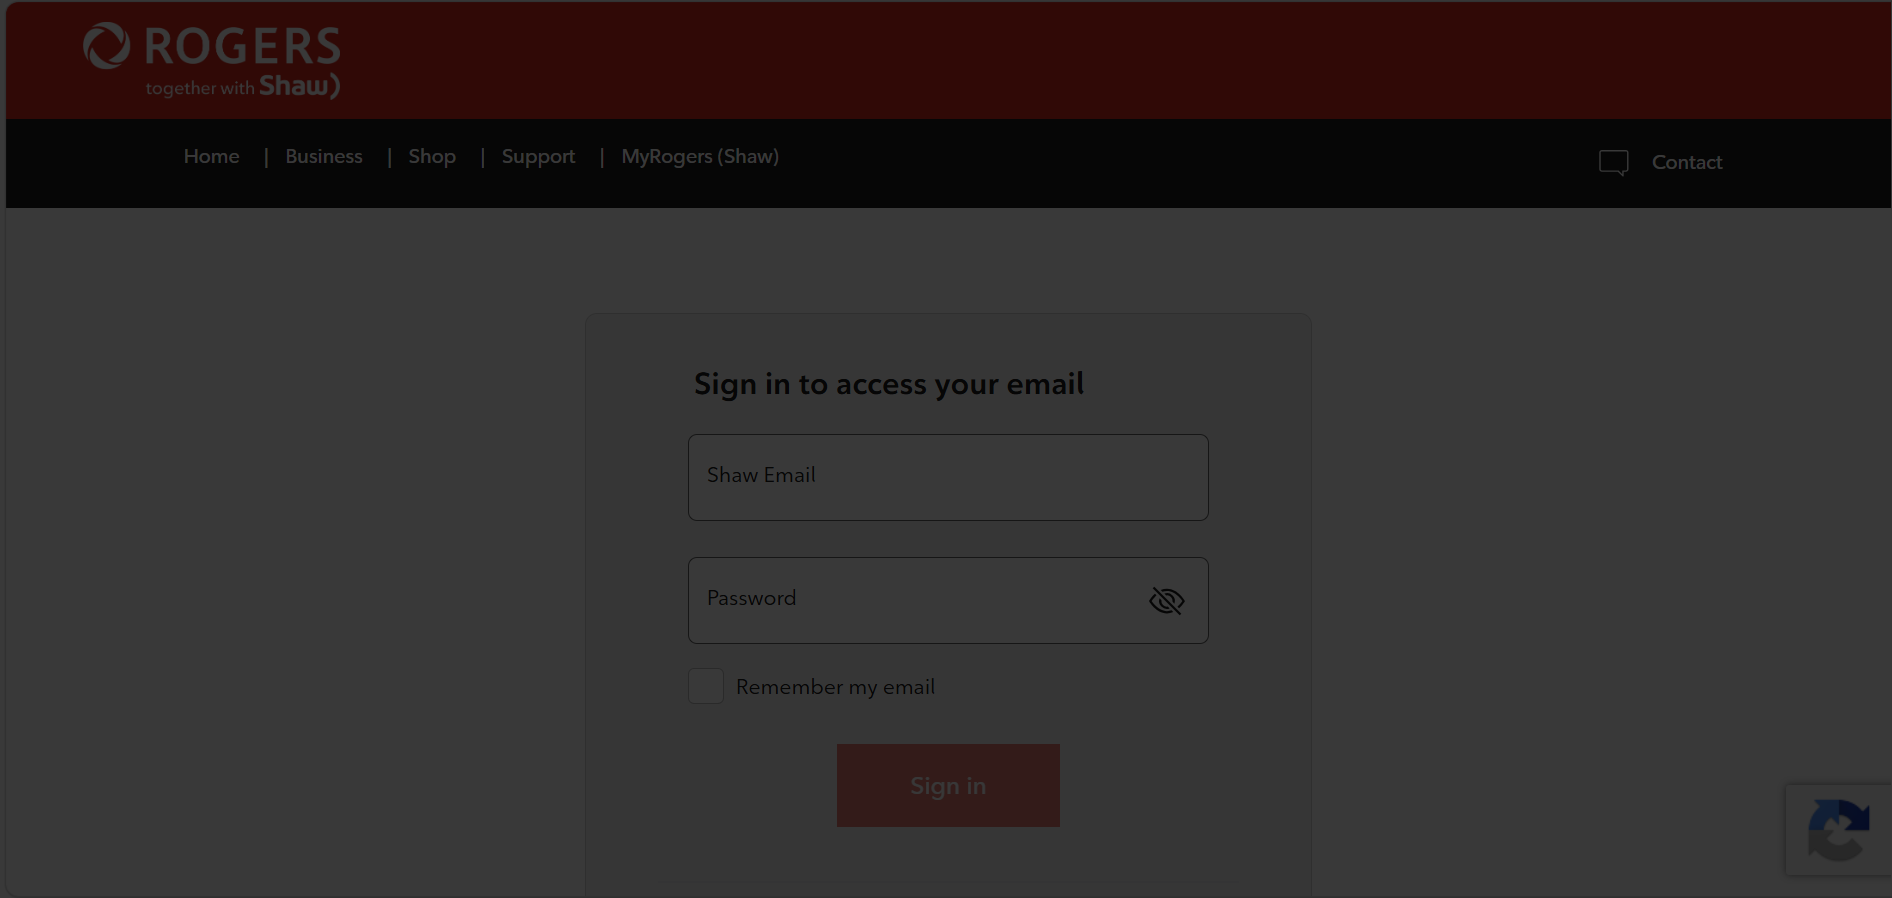 ROGERS
together with Shaw)
Home | Business | Shop | Support | MyRogers (Shaw)
Contact
Sign in to access your email
Shaw Email
Password
Remember my email
Sign in